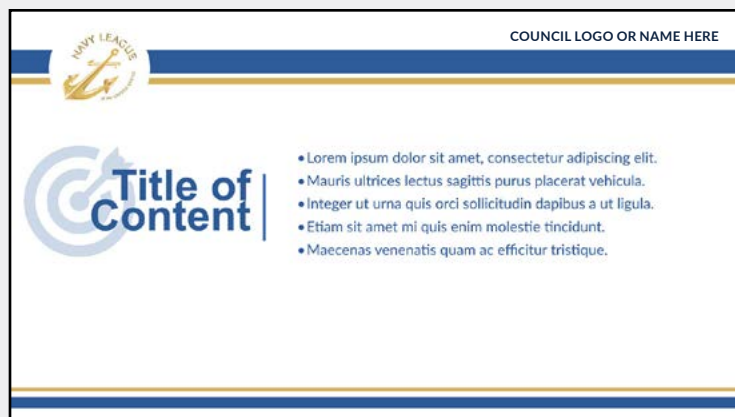 COUNCIL LOGO OR NAME HERE
NAVY LEAGUE
Title of
Content
• Lorem ipsum dolor sit amet, consectetur adipiscing elit.
• Mauris ultrices lectus sagittis purus placerat vehicula.
• Integer ut urna quis orci sollicitudin dapibus a ut ligula.
• Etiam sit amet mi quis enim molestie tincidunt.
• Maecenas venenatis quam ac efficitur tristique.